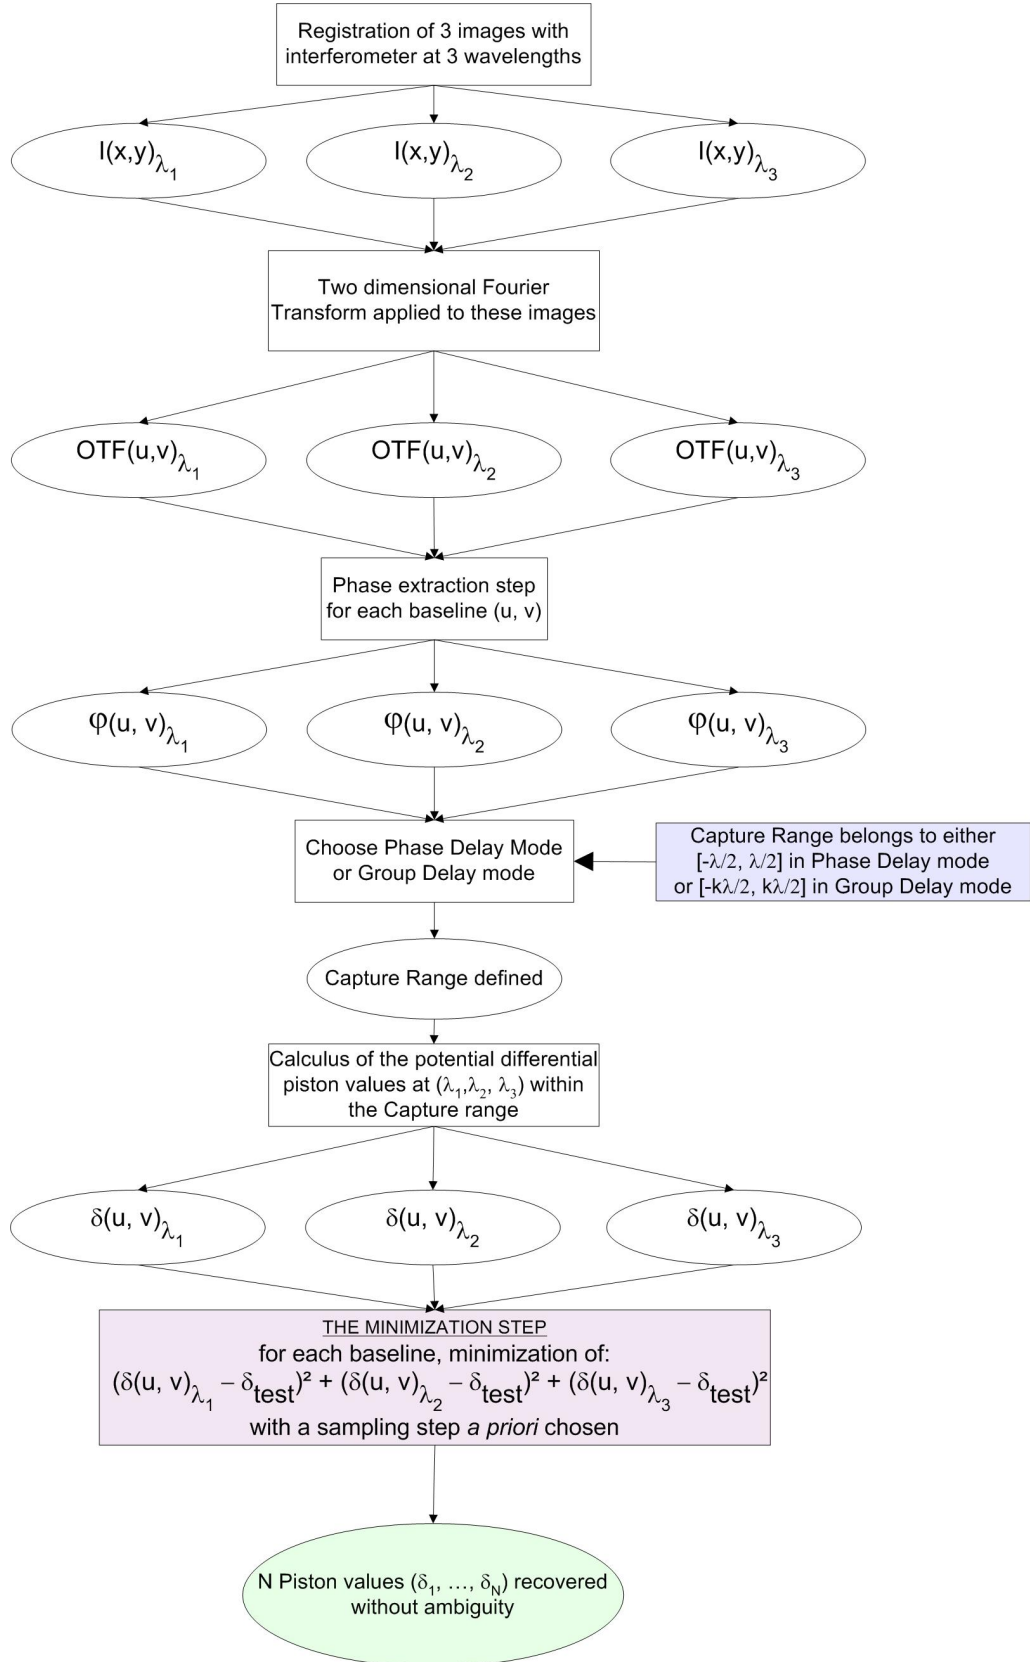 Registration of 3 images with
interferometer at 3 wavelengths
I(x,y)λ₁
I(x,y)λ₂
I(x,y)λ₃
Two dimensional Fourier
Transform applied to these images
OTF(u,v)λ₁
OTF(u,v)λ₂
OTF(u,v)λ₃
Phase extraction step
for each baseline (u, v)
φ(u, v)λ₁
φ(u, v)λ₂
φ(u, v)λ₃
Choose Phase Delay Mode
or Group Delay mode
Capture Range belongs to either
[-λ/2, λ/2] in Phase Delay mode
or [-kλ/2, kλ/2] in Group Delay mode
Capture Range defined
Calculus of the potential differential
piston values at (λ₁,λ₂, λ₃) within
the Capture range
δ(u, v)λ₁
δ(u, v)λ₂
δ(u, v)λ₃
THE MINIMIZATION STEP
for each baseline, minimization of:
(δ(u, v)λ₁ − δtest)² + (δ(u, v)λ₂ − δtest)² + (δ(u, v)λ₃ − δtest)²
with a sampling step a priori chosen
N Piston values (δ₁, …, δN) recovered
without ambiguity